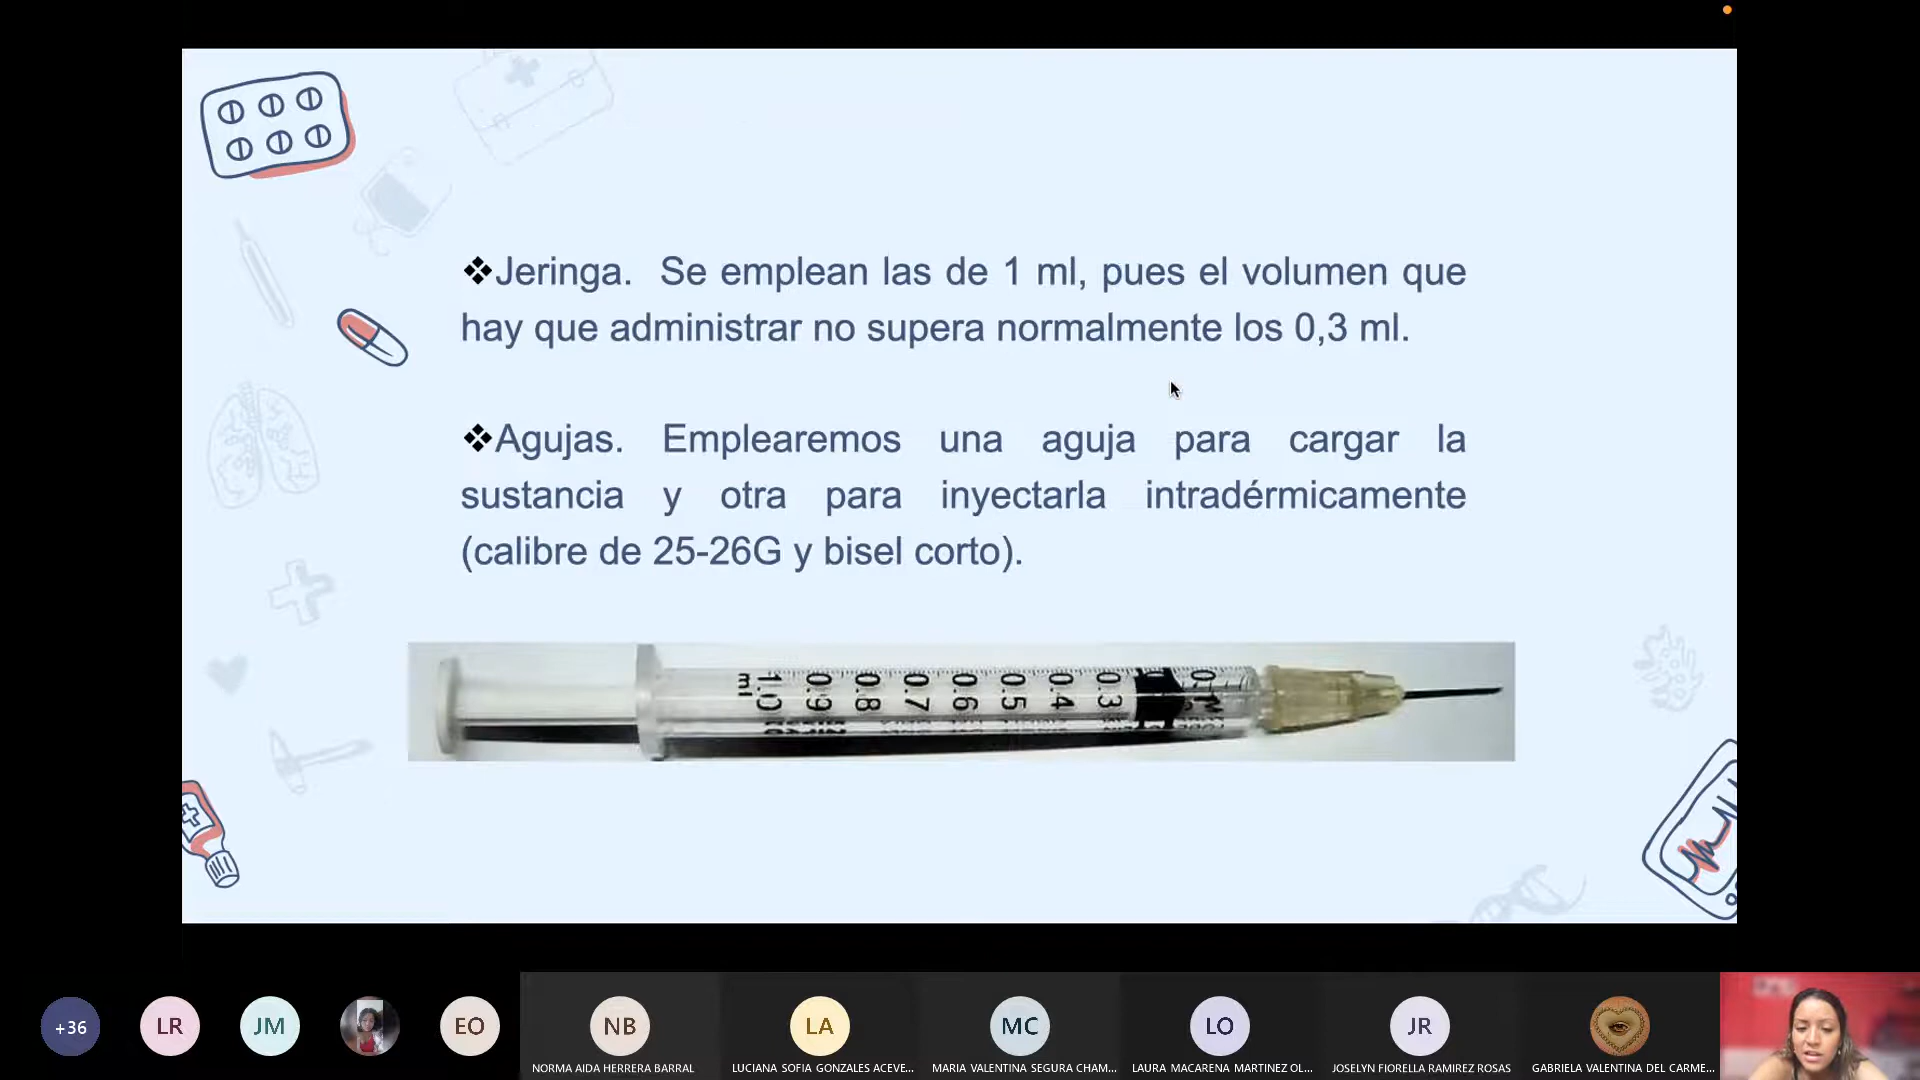 ❖Jeringa. Se emplean las de 1 ml, pues el volumen que
hay que administrar no supera normalmente los 0,3 ml.
❖Agujas. Emplearemos una aguja para cargar la
sustancia y otra para inyectarla intradérmicamente
(calibre de 25-26G y bisel corto).
ml
1.0 0.9 0.8 0.7 0.6 0.5 0.4 0.3
+36
LR
JM
EO
NB
LA
MC
LO
JR
NORMA AIDA HERRERA BARRAL
LUCIANA SOFIA GONZALES ACEVE...
MARIA VALENTINA SEGURA CHAM...
LAURA MACARENA MARTINEZ OL...
JOSELYN FIORELLA RAMIREZ ROSAS
GABRIELA VALENTINA DEL CARME...